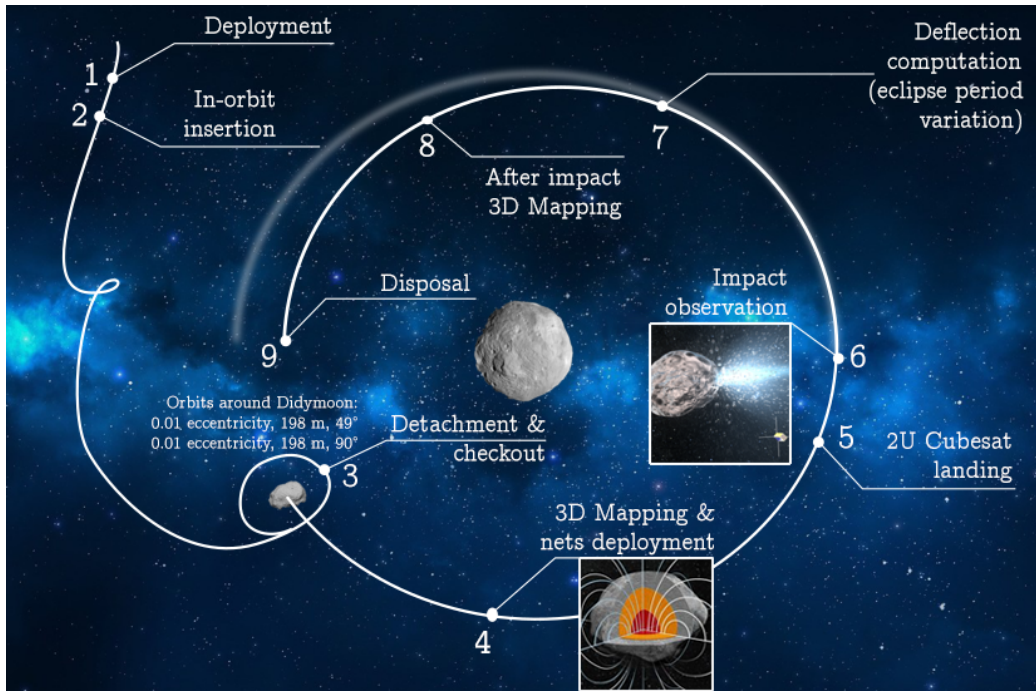 1
Deployment
2
In-orbit
insertion
3
Detachment &
checkout
Orbits around Didymoon:
0.01 eccentricity, 198 m, 49°
0.01 eccentricity, 198 m, 90°
4
3D Mapping &
nets deployment
5
2U Cubesat
landing
6
Impact
observation
7
Deflection
computation
(eclipse period
variation)
8
After impact
3D Mapping
9
Disposal